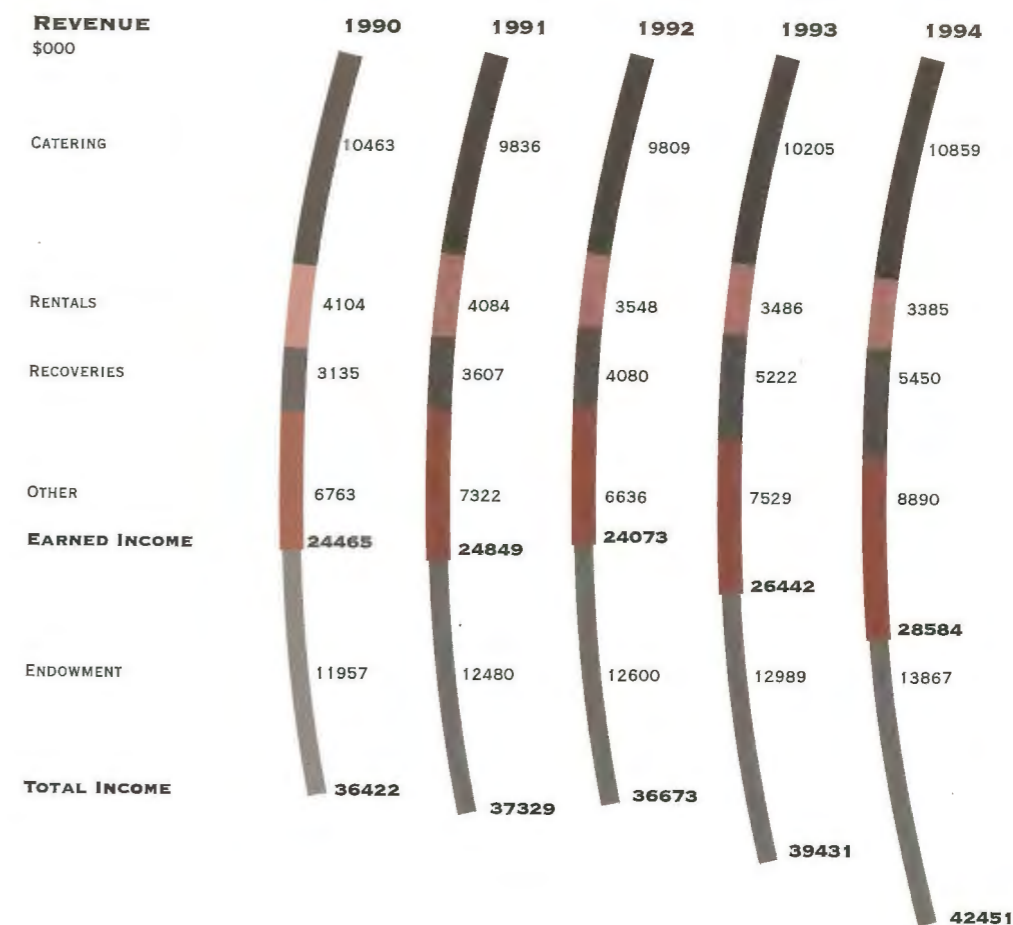 REVENUE 1990 1991 1992 1993 1994
$000
CATERING 10463 9836 9809 10205 10859
RENTALS 4104 4084 3548 3486 3385
RECOVERIES 3135 3607 4080 5222 5450
OTHER 6763 7322 6636 7529 8890
EARNED INCOME 24465 24849 24073 26442 28584
ENDOWMENT 11957 12480 12600 12989 13867
TOTAL INCOME 36422 37329 36673 39431 42451